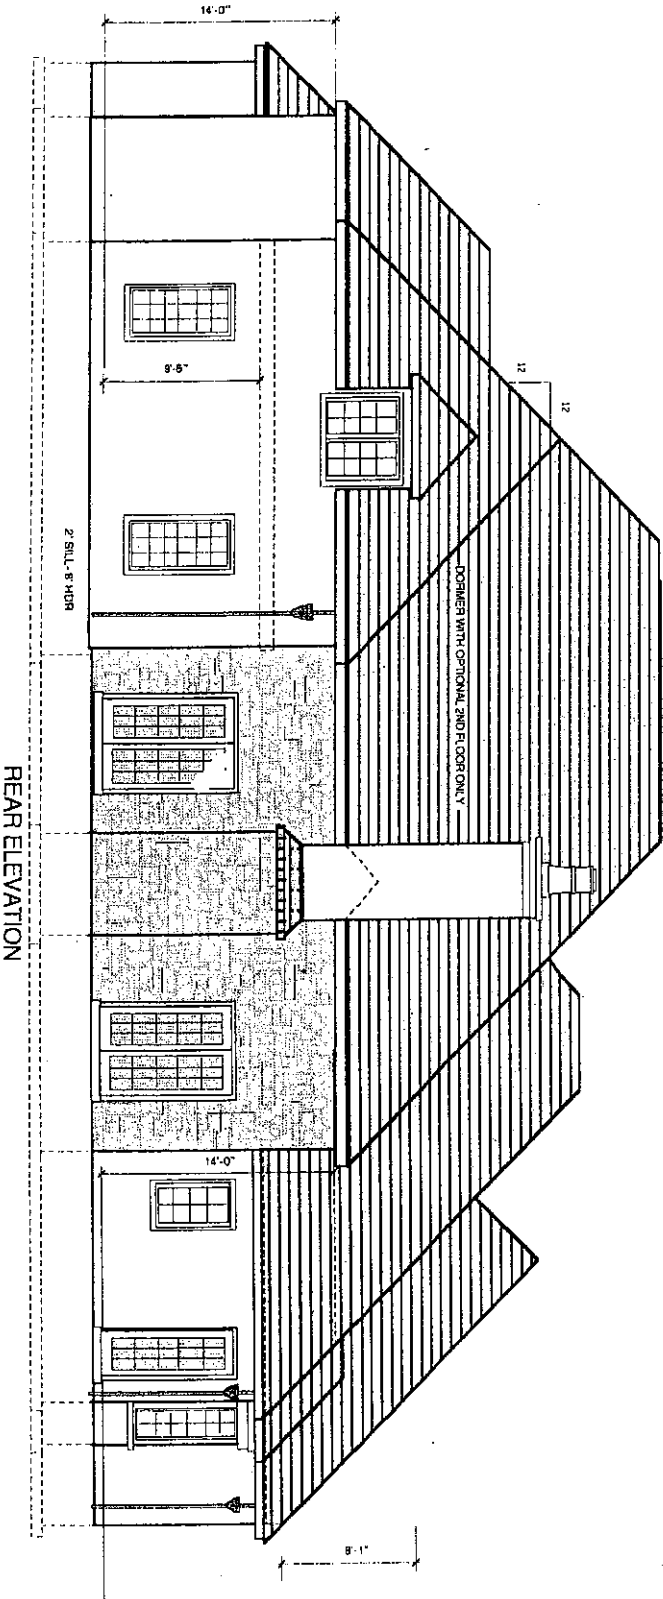 14'-0"
12
12
9'-6"
DORMER WITH OPTIONAL 2ND FLOOR ONLY
2' SILL- 8' HDR
14'-0"
8'-1"
REAR ELEVATION